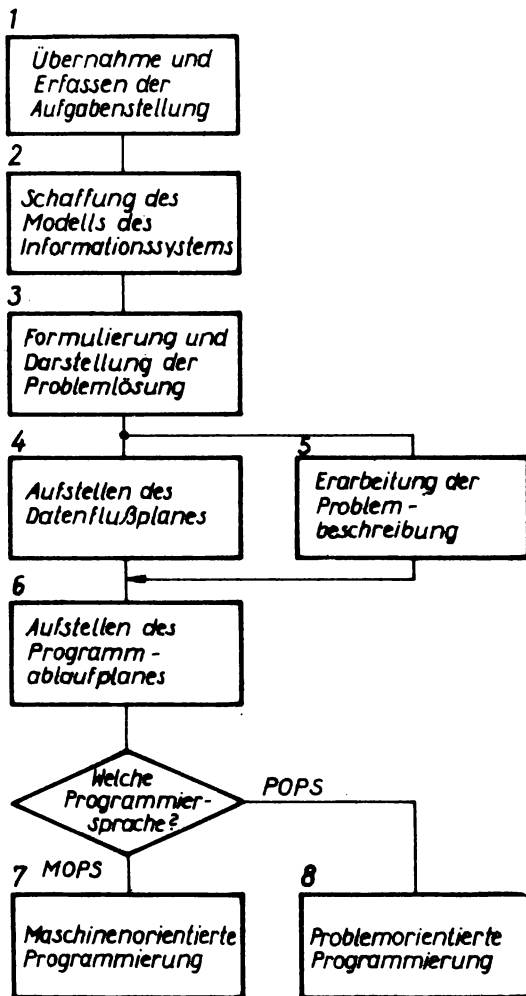 1
Übernahme und
Erfassen der
Aufgabenstellung
2
Schaffung des
Modells des
Informationssystems
3
Formulierung und
Darstellung der
Problemlösung
4
Aufstellen des
Datenflußplanes
5
Erarbeitung der
Problem-
beschreibung
6
Aufstellen des
Programm-
ablaufplanes
Welche
Programmier-
sprache?
POPS
MOPS
7
Maschinenorientierte
Programmierung
8
Problemorientierte
Programmierung